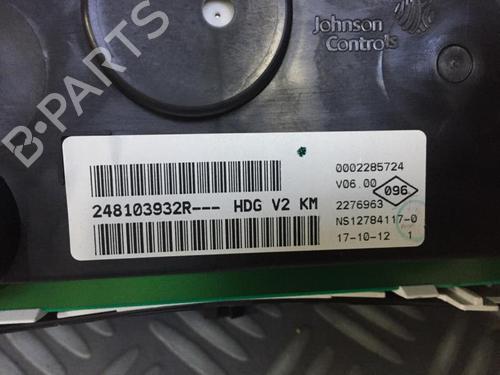 Johnson
Controls
B-PARTS
0002285724
V06.00
096
248103932R--- HDG V2 KM
2276963
NS12784117-0
17-10-12 1